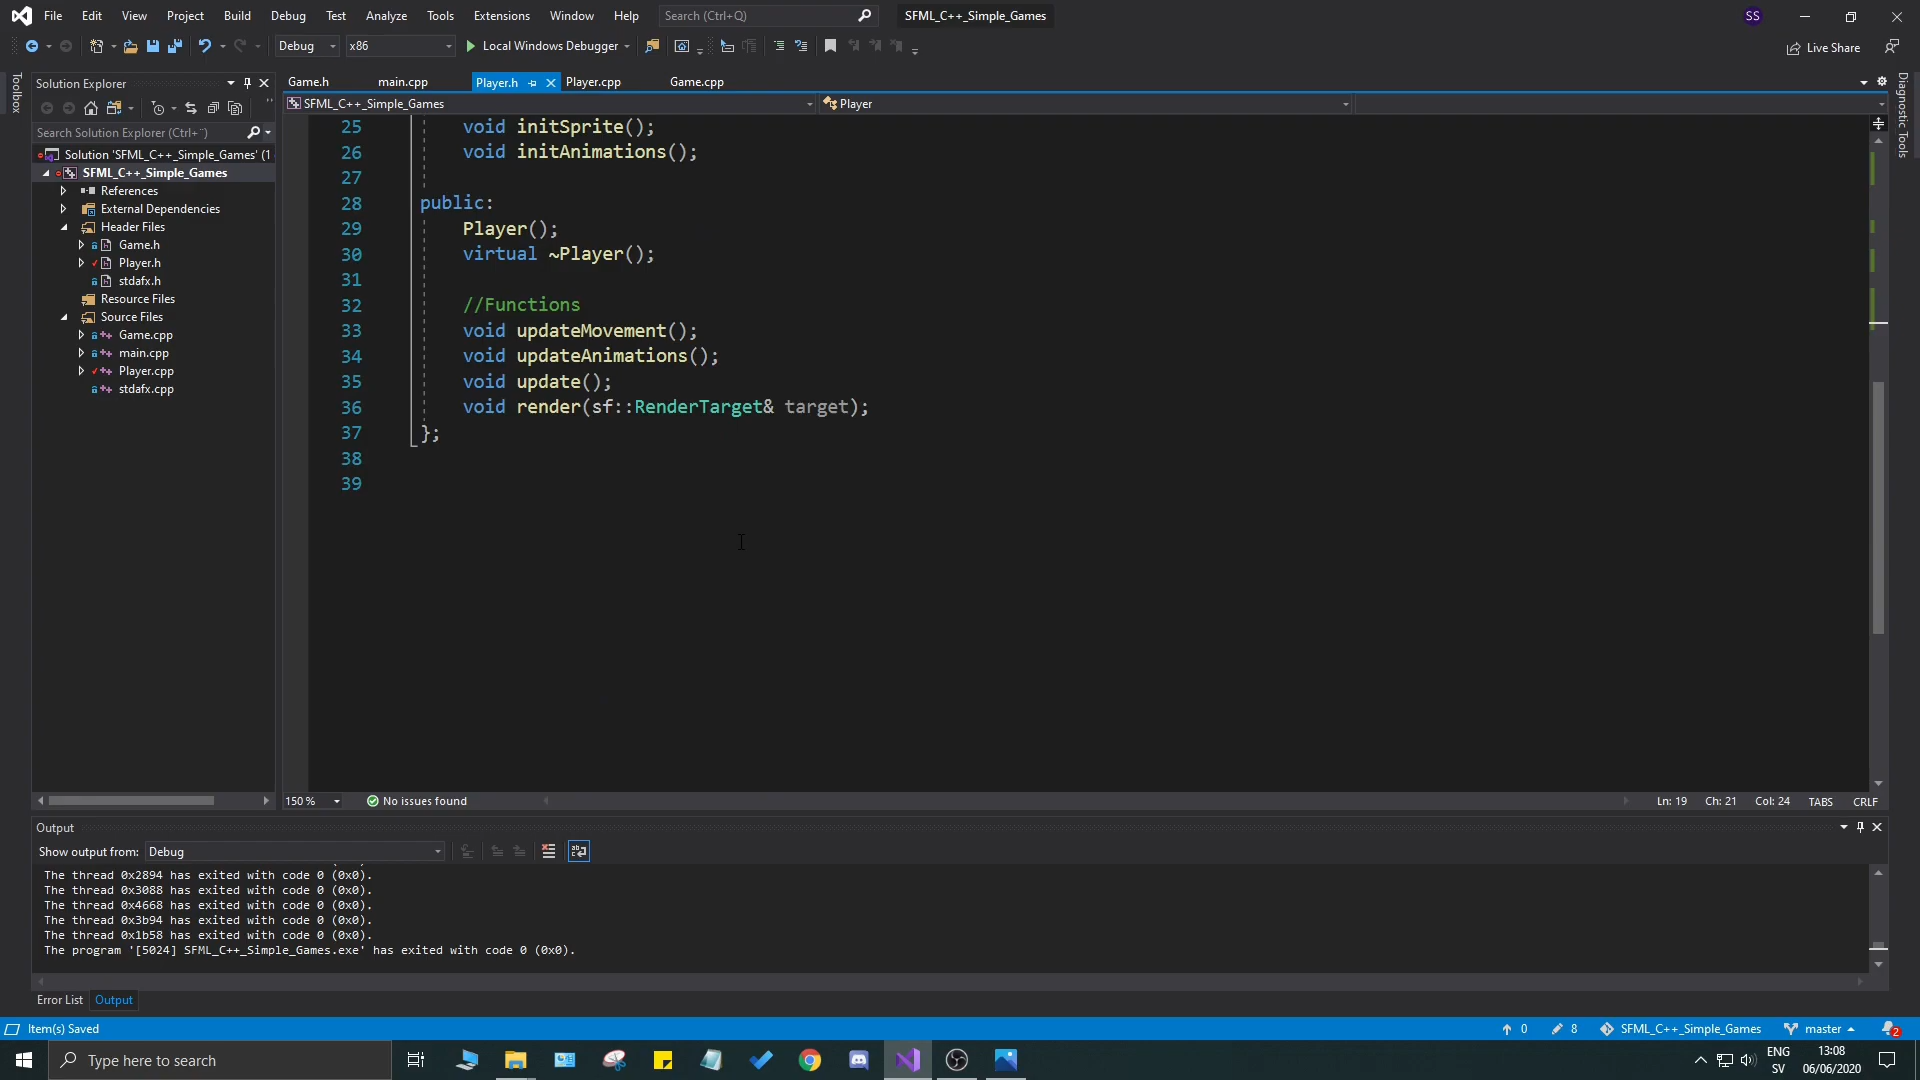 File Edit View Project Build Debug Test Analyze Tools Extensions Window Help Search (Ctrl+Q) SFML_C++_Simple_Games SS
Debug x86 Local Windows Debugger Live Share
Toolbox
Solution Explorer
Search Solution Explorer (Ctrl+¨)
Solution 'SFML_C++_Simple_Games' (1
SFML_C++_Simple_Games
References
External Dependencies
Header Files
Game.h
Player.h
stdafx.h
Resource Files
Source Files
Game.cpp
main.cpp
Player.cpp
stdafx.cpp
Game.h main.cpp Player.h Player.cpp Game.cpp
SFML_C++_Simple_Games Player
25 void initSprite();
26 void initAnimations();
27
28 public:
29 Player();
30 virtual ~Player();
31
32 //Functions
33 void updateMovement();
34 void updateAnimations();
35 void update();
36 void render(sf::RenderTarget& target);
37 };
38
39
Diagnostic Tools
150 % No issues found Ln: 19 Ch: 21 Col: 24 TABS CRLF
Output
Show output from: Debug
The thread 0x2894 has exited with code 0 (0x0).
The thread 0x3088 has exited with code 0 (0x0).
The thread 0x4668 has exited with code 0 (0x0).
The thread 0x3b94 has exited with code 0 (0x0).
The thread 0x1b58 has exited with code 0 (0x0).
The program '[5024] SFML_C++_Simple_Games.exe' has exited with code 0 (0x0).
Error List Output
Item(s) Saved 0 8 SFML_C++_Simple_Games master 2
Type here to search
ENG
SV
13:08
06/06/2020